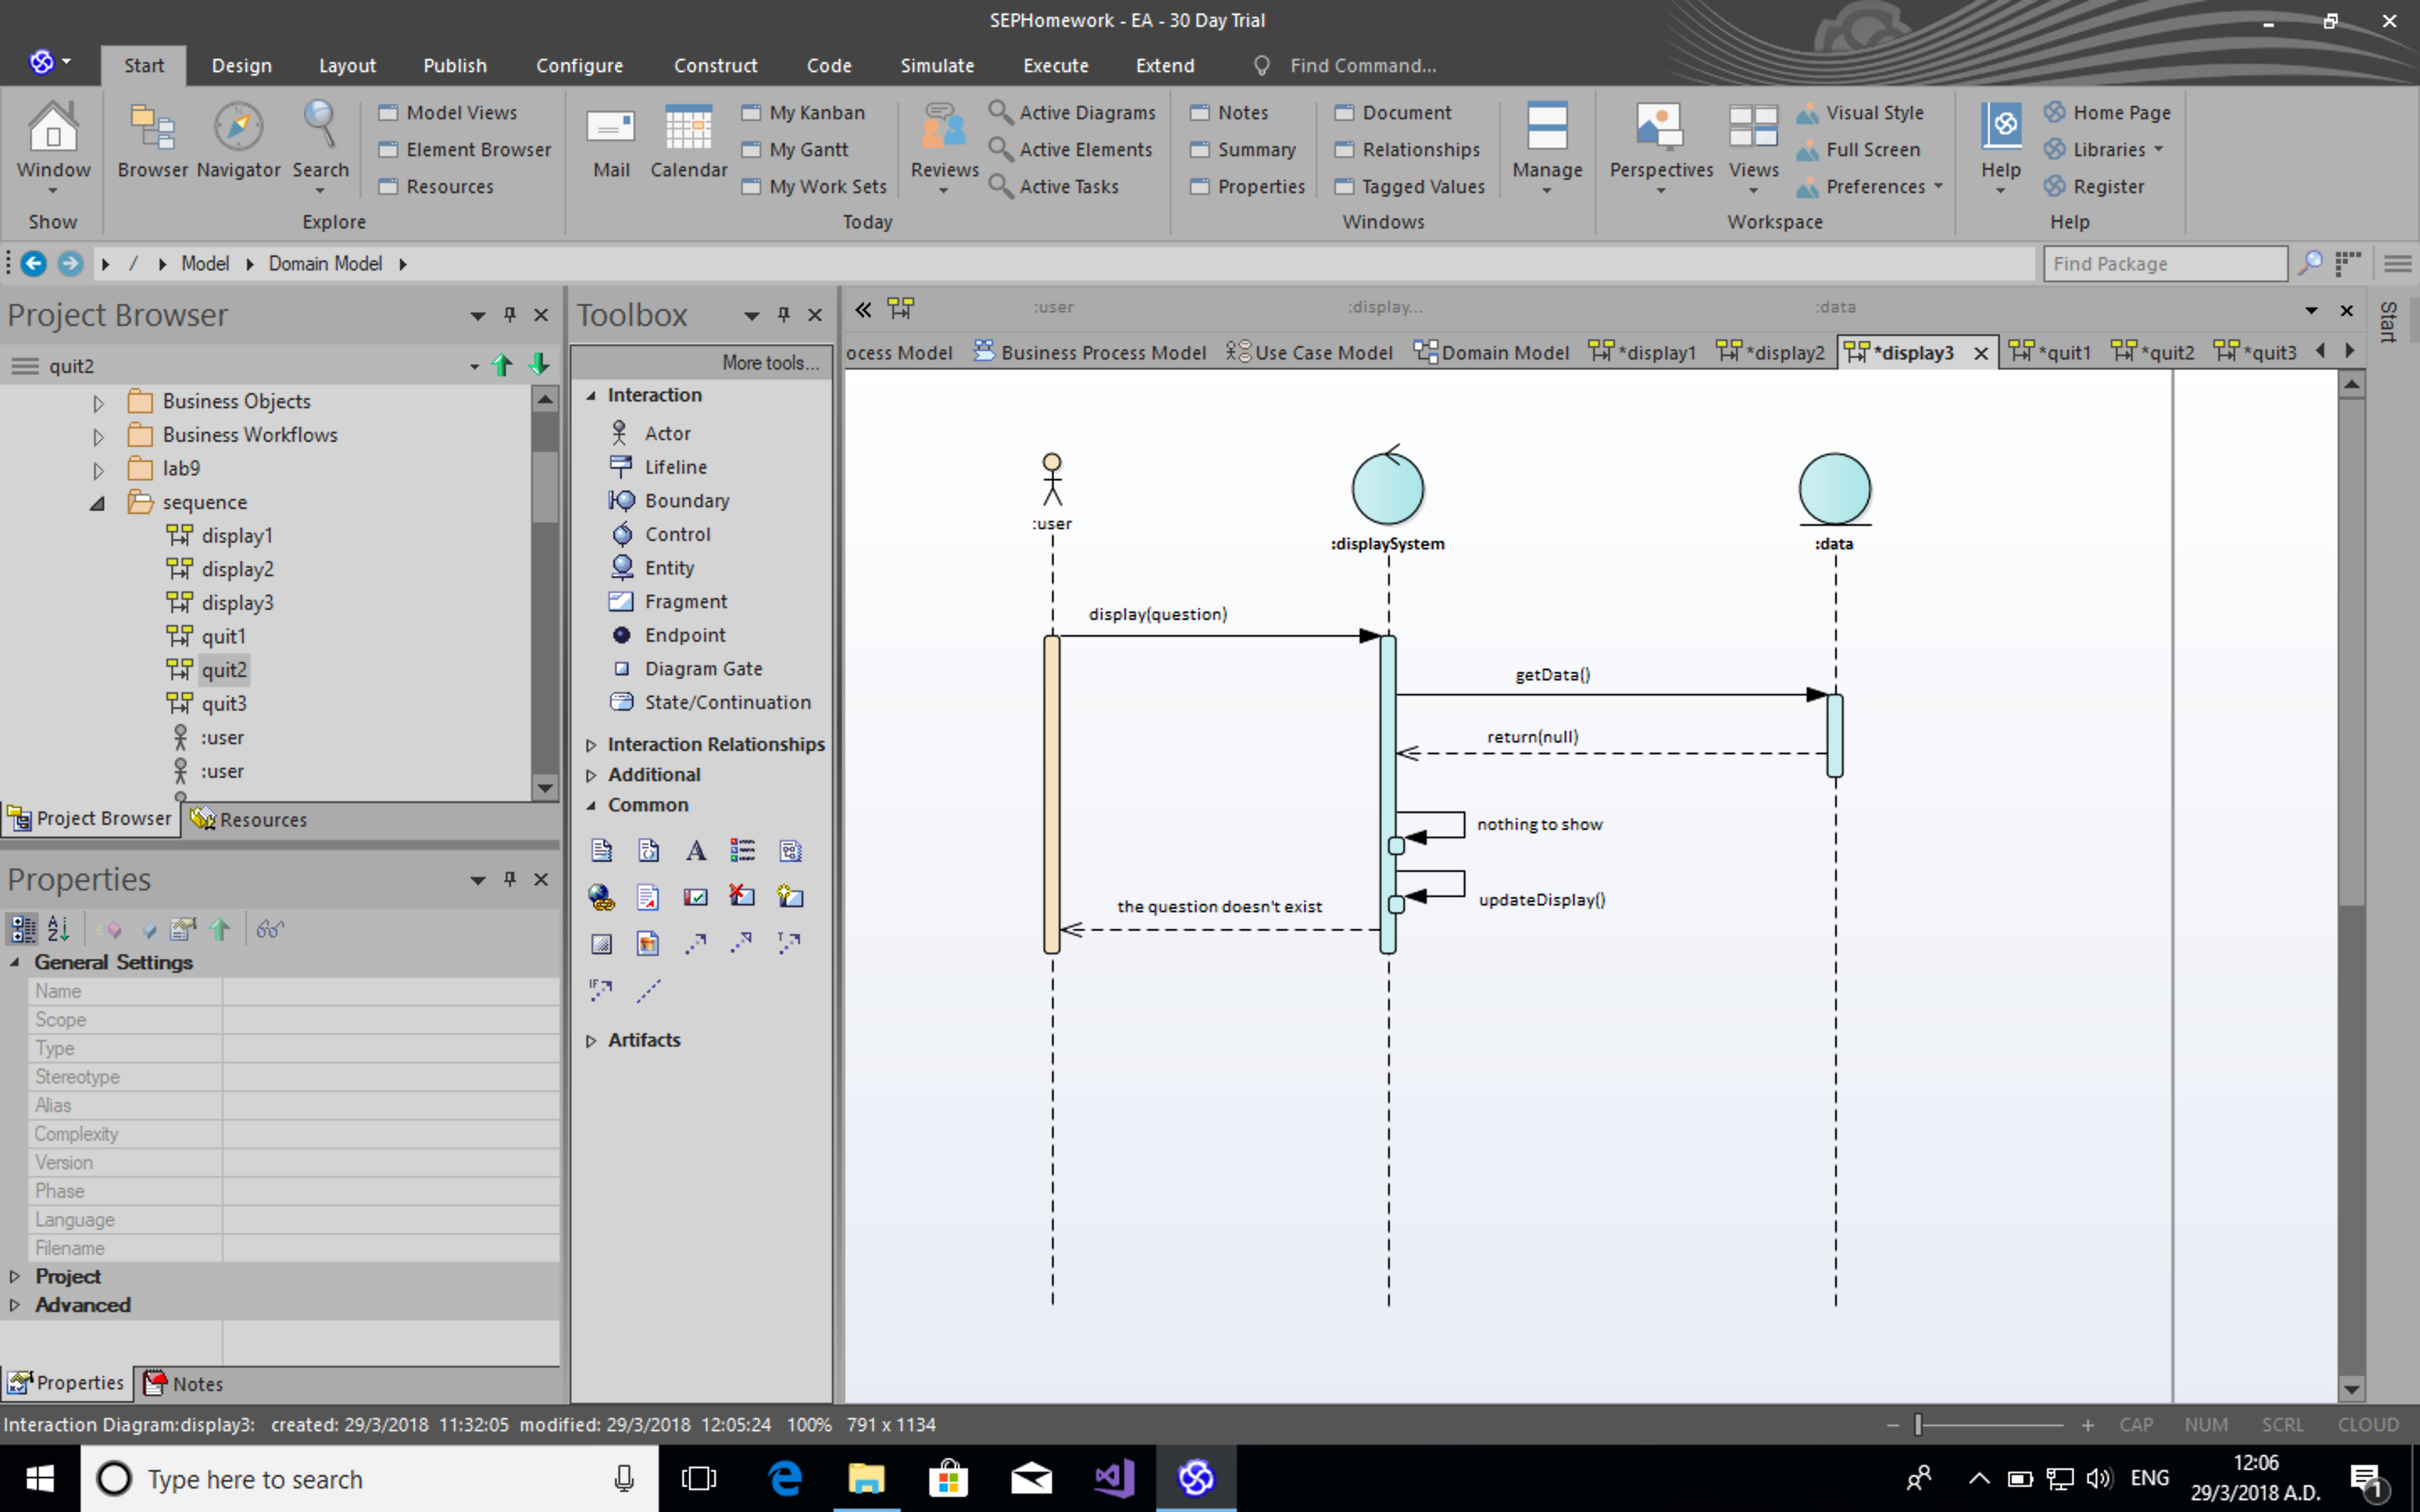 SEPHomework - EA - 30 Day Trial
Start Design Layout Publish Configure Construct Code Simulate Execute Extend Find Command...
Window
Show
Browser Navigator Search
Model Views
Element Browser
Resources
Explore
Mail Calendar
My Kanban
My Gantt
My Work Sets
Reviews
Active Diagrams
Active Elements
Active Tasks
Today
Notes
Summary
Properties
Document
Relationships
Tagged Values
Manage
Windows
Perspectives Views
Visual Style
Full Screen
Preferences
Workspace
Help
Home Page
Libraries
Register
Help
/ Model Domain Model
Find Package
Project Browser
quit2
Business Objects
Business Workflows
lab9
sequence
display1
display2
display3
quit1
quit2
quit3
:user
:user
Project Browser Resources
Properties
General Settings
Name
Scope
Type
Stereotype
Alias
Complexity
Version
Phase
Language
Filename
Project
Advanced
Properties Notes
Toolbox
More tools...
Interaction
Actor
Lifeline
Boundary
Control
Entity
Fragment
Endpoint
Diagram Gate
State/Continuation
Interaction Relationships
Additional
Common
A
IF
Artifacts
:user :display... :data
ocess Model Business Process Model Use Case Model Domain Model *display1 *display2 *display3 *quit1 *quit2 *quit3
Start
:user
:displaySystem
:data
display(question)
getData()
return(null)
nothing to show
updateDisplay()
the question doesn't exist
Interaction Diagram:display3: created: 29/3/2018 11:32:05 modified: 29/3/2018 12:05:24 100% 791 x 1134
CAP NUM SCRL CLOUD
Type here to search
ENG
12:06
29/3/2018 A.D.
1